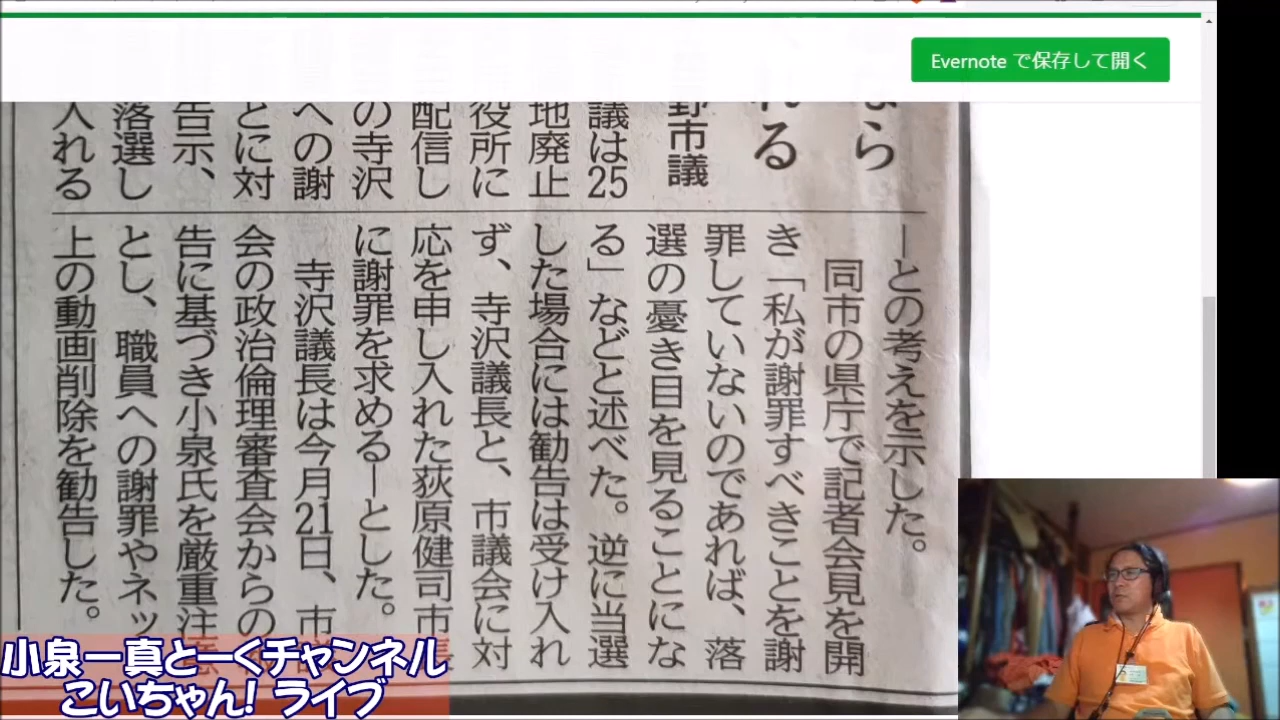 Evernote で保存して開く
よら
れる
野市議
議は25
地廃止
役所に
配信し
の寺沢
への謝
とに対
告示、
落選し
入れる
―との考えを示した。
同市の県庁で記者会見を開
き「私が謝罪すべきことを謝
罪していないのであれば、落
選の憂き目を見ることにな
る」などと述べた。逆に当選
した場合には勧告は受け入れ
ず、寺沢議長と、市議会に対
応を申し入れた荻原健司市長
に謝罪を求める―とした。
寺沢議長は今月21日、市議
会の政治倫理審査会からの
告に基づき小泉氏を厳重注意
とし、職員への謝罪やネッ
上の動画削除を勧告した。
小泉一真とーくチャンネル
こいちゃん! ライブ